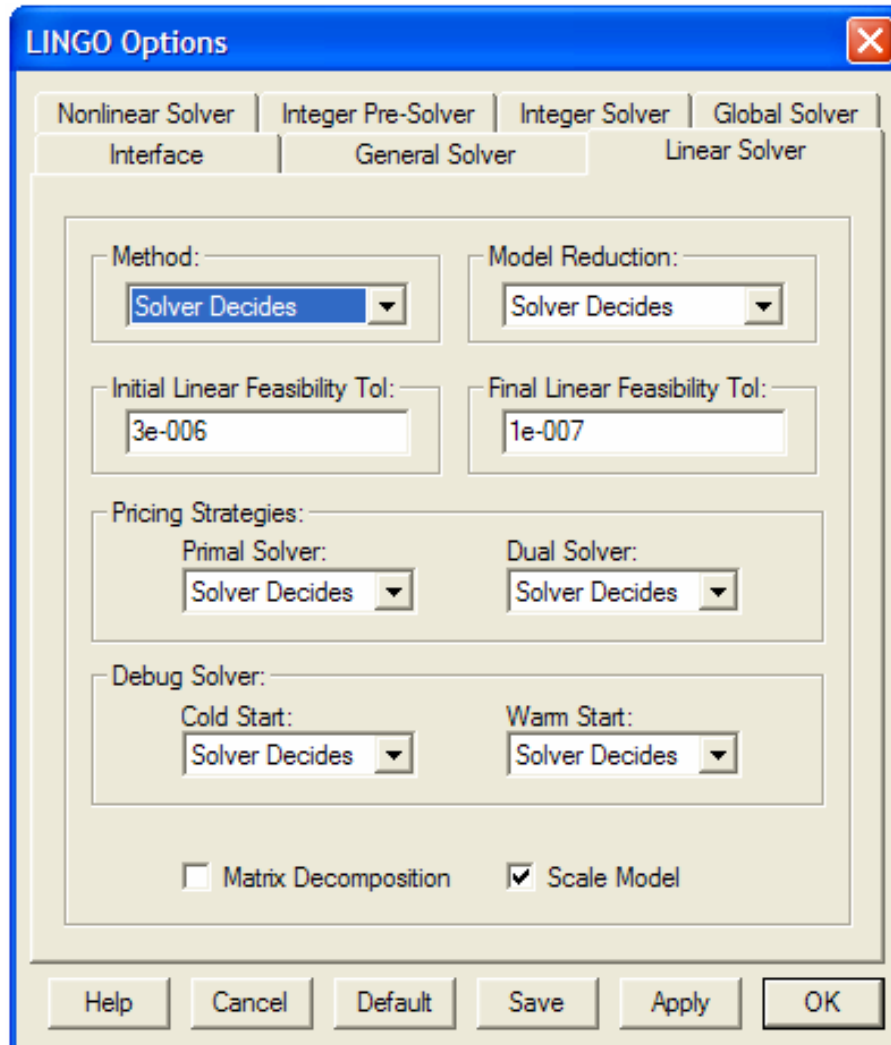 LINGO Options
Nonlinear Solver Integer Pre-Solver Integer Solver Global Solver
Interface General Solver Linear Solver
Method: Model Reduction:
Solver Decides Solver Decides
Initial Linear Feasibility Tol: Final Linear Feasibility Tol:
3e-006 1e-007
Pricing Strategies:
Primal Solver: Dual Solver:
Solver Decides Solver Decides
Debug Solver:
Cold Start: Warm Start:
Solver Decides Solver Decides
Matrix Decomposition Scale Model
Help Cancel Default Save Apply OK